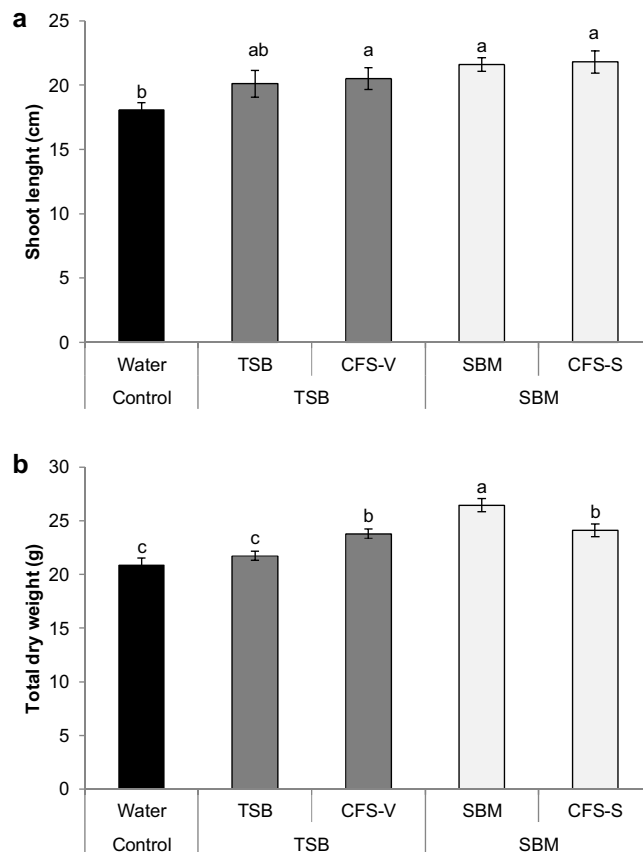 a
25
20
15
10
5
0
Shoot lenght (cm)
b
ab
a
a
a
Water TSB CFS-V SBM CFS-S
Control TSB SBM
b
30
25
20
15
10
5
0
Total dry weight (g)
c
c
b
a
b
Water TSB CFS-V SBM CFS-S
Control TSB SBM